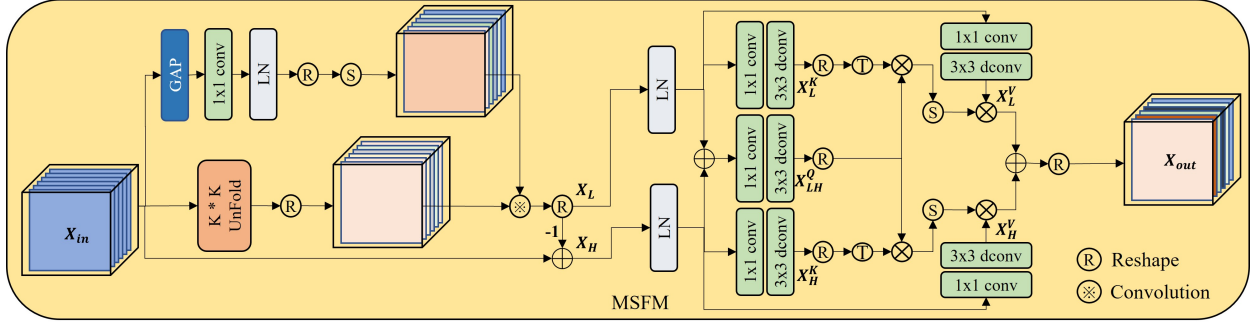 GAP
1x1 conv
LN
R
S
X_in
K * K
UnFold
R
※
R
X_L
-1
X_H
LN
LN
1x1 conv
3x3 dconv
X_L^K
R
T
1x1 conv
3x3 dconv
X_LH^Q
R
1x1 conv
3x3 dconv
X_H^K
R
T
1x1 conv
3x3 dconv
X_L^V
S
S
X_H^V
3x3 dconv
1x1 conv
R
X_out
R Reshape
※ Convolution
MSFM